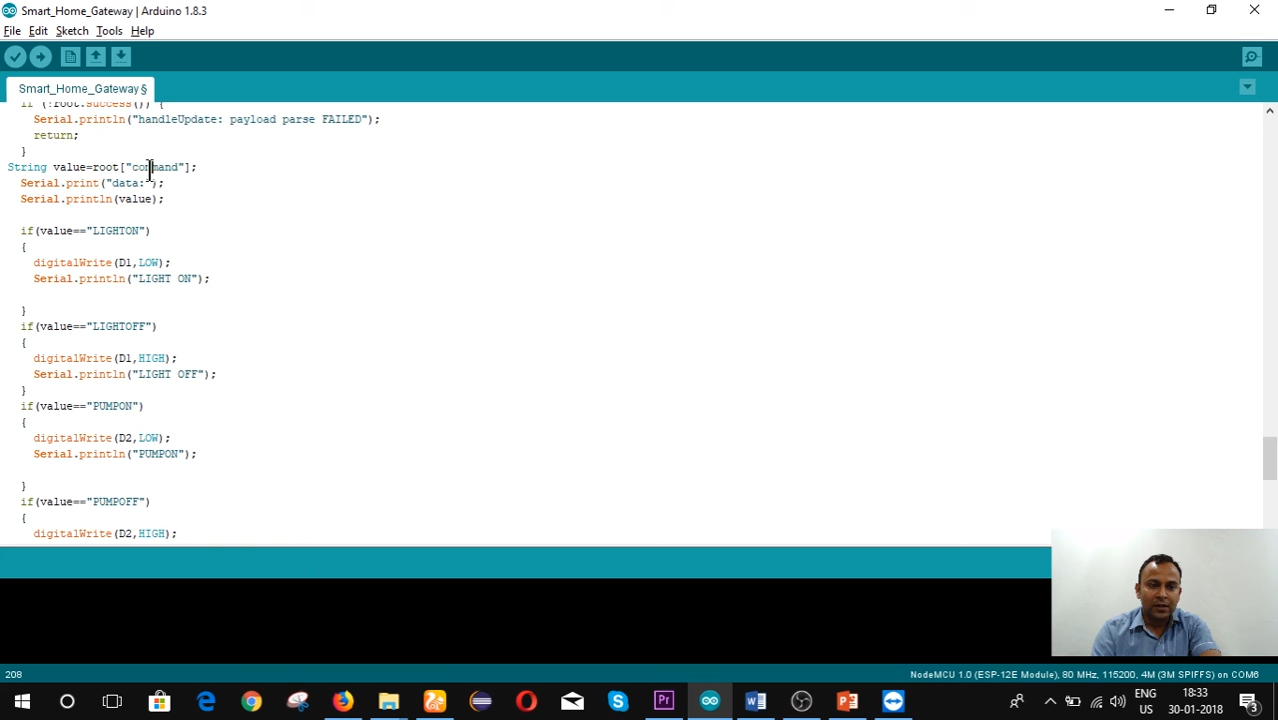 Smart_Home_Gateway | Arduino 1.8.3
File Edit Sketch Tools Help
Smart_Home_Gateway §
if (!root.success()) {
Serial.println("handleUpdate: payload parse FAILED");
return;
}
String value=root["command"];
Serial.print("data:");
Serial.println(value);
if(value=="LIGHTON")
{
digitalWrite(D1,LOW);
Serial.println("LIGHT ON");
}
if(value=="LIGHTOFF")
{
digitalWrite(D1,HIGH);
Serial.println("LIGHT OFF");
}
if(value=="PUMPON")
{
digitalWrite(D2,LOW);
Serial.println("PUMPON");
}
if(value=="PUMPOFF")
{
digitalWrite(D2,HIGH);
208 NodeMCU 1.0 (ESP-12E Module), 80 MHz, 115200, 4M (3M SPIFFS) on COM6
ENG 18:33
US 30-01-2018